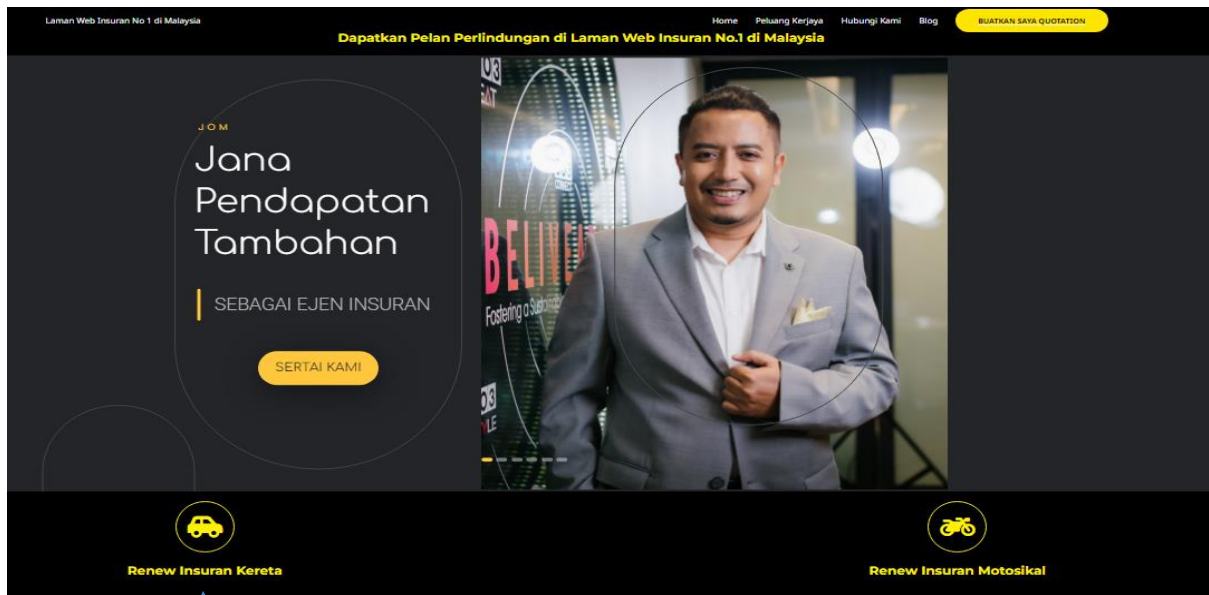 Laman Web Insuran No 1 di Malaysia
Home Peluang Kerjaya Hubungi Kami Blog BUATKAN SAYA QUOTATION
Dapatkan Pelan Perlindungan di Laman Web Insuran No.1 di Malaysia
JOM
Jana
Pendapatan
Tambahan
SEBAGAI EJEN INSURAN
SERTAI KAMI
Fostering a
Renew Insuran Kereta
Renew Insuran Motosikal